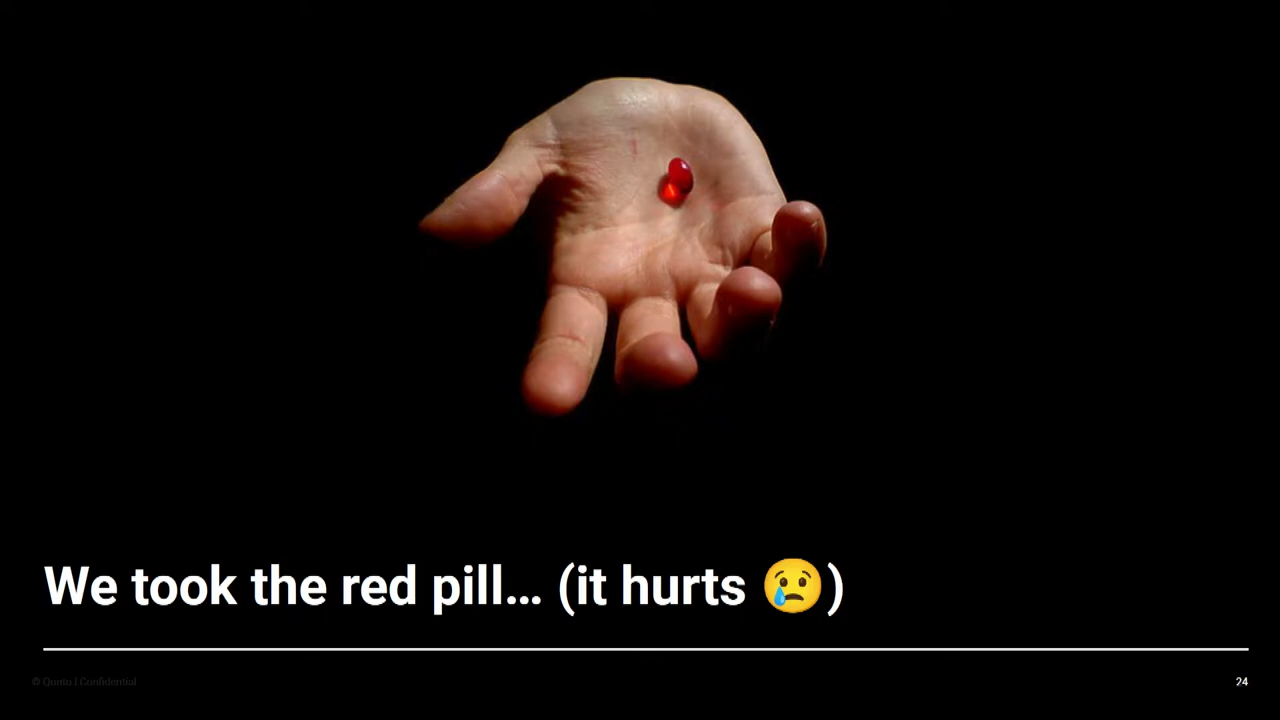 We took the red pill... (it hurts 😢)
© Qonto | Confidential
24